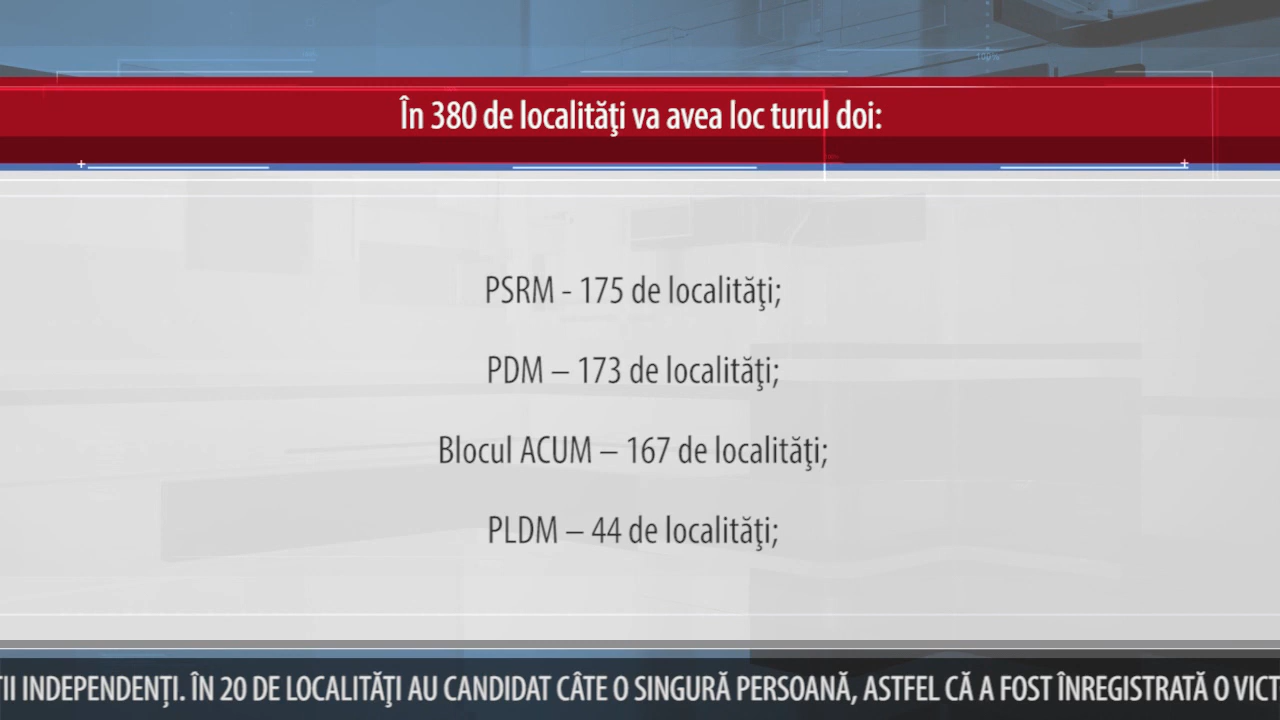 În 380 de localităţi va avea loc turul doi:
PSRM - 175 de localităţi;
PDM – 173 de localităţi;
Blocul ACUM – 167 de localităţi;
PLDM – 44 de localităţi;
INDEPENDENȚI. ÎN 20 DE LOCALITĂŢI AU CANDIDAT CÂTE O SINGURĂ PERSOANĂ, ASTFEL CĂ A FOST ÎNREGISTRATĂ O